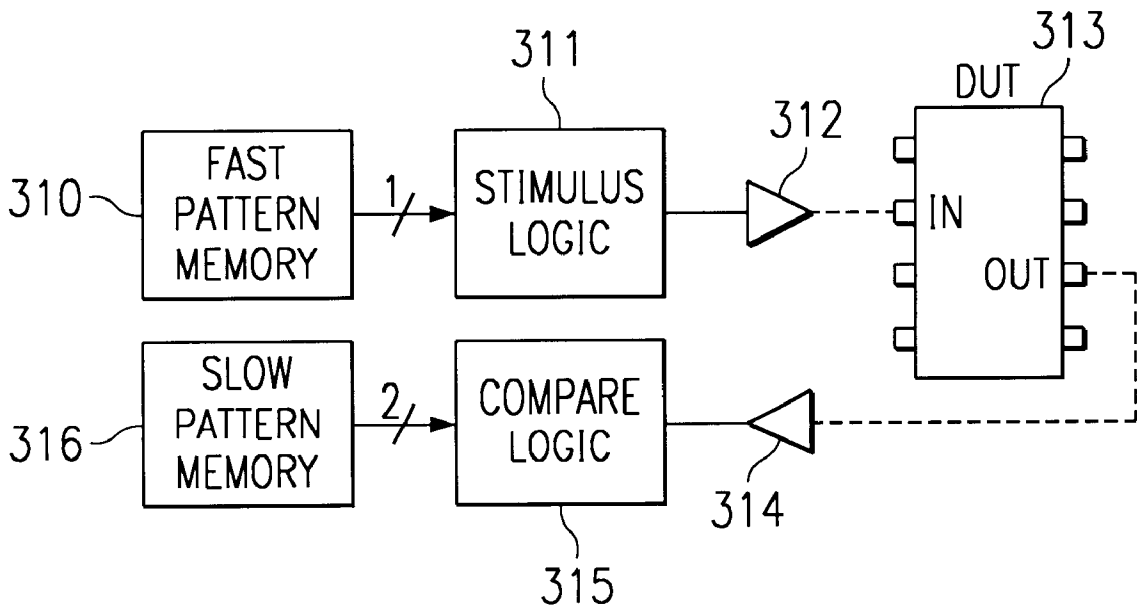 311
313
DUT
312
310
FAST
PATTERN
MEMORY
1
STIMULUS
LOGIC
IN
OUT
316
SLOW
PATTERN
MEMORY
2
COMPARE
LOGIC
314
315